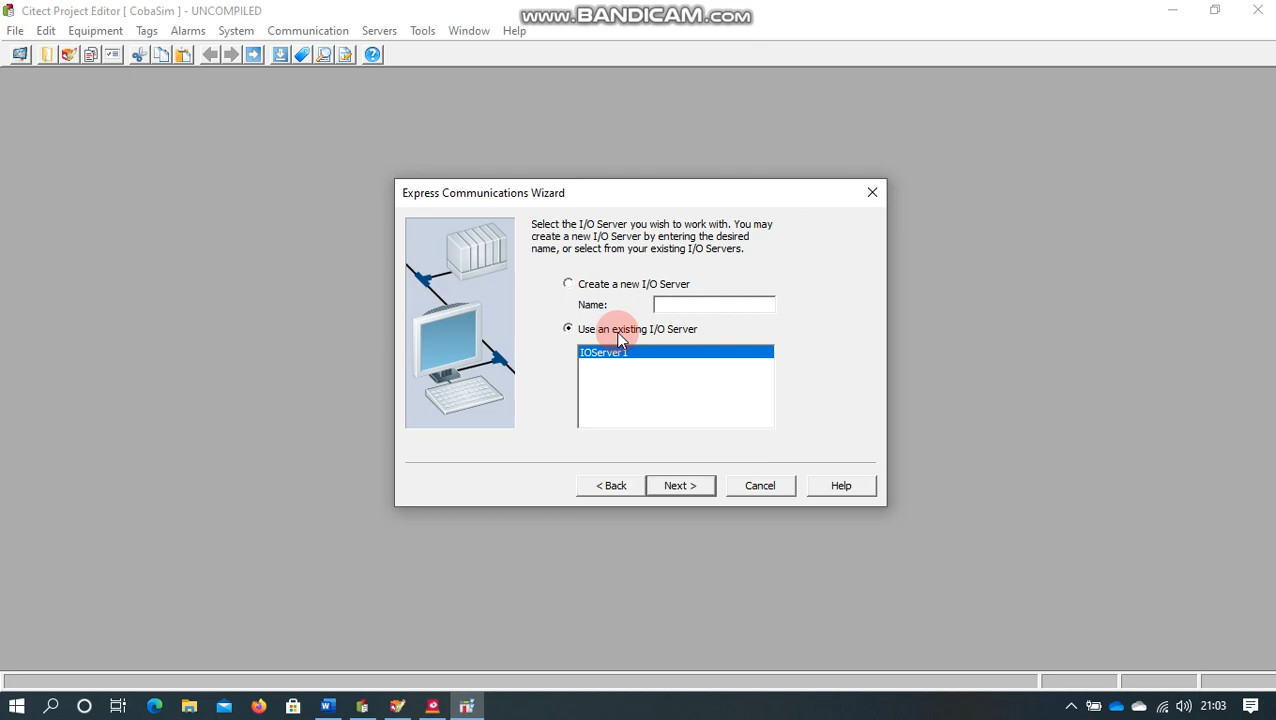 Citect Project Editor [ CobaSim ] - UNCOMPILED
www.BANDICAM.com
File Edit Equipment Tags Alarms System Communication Servers Tools Window Help
Express Communications Wizard
Select the I/O Server you wish to work with. You may
create a new I/O Server by entering the desired
name, or select from your existing I/O Servers.
Create a new I/O Server
Name:
Use an existing I/O Server
IOServer1
< Back Next > Cancel Help
21:03